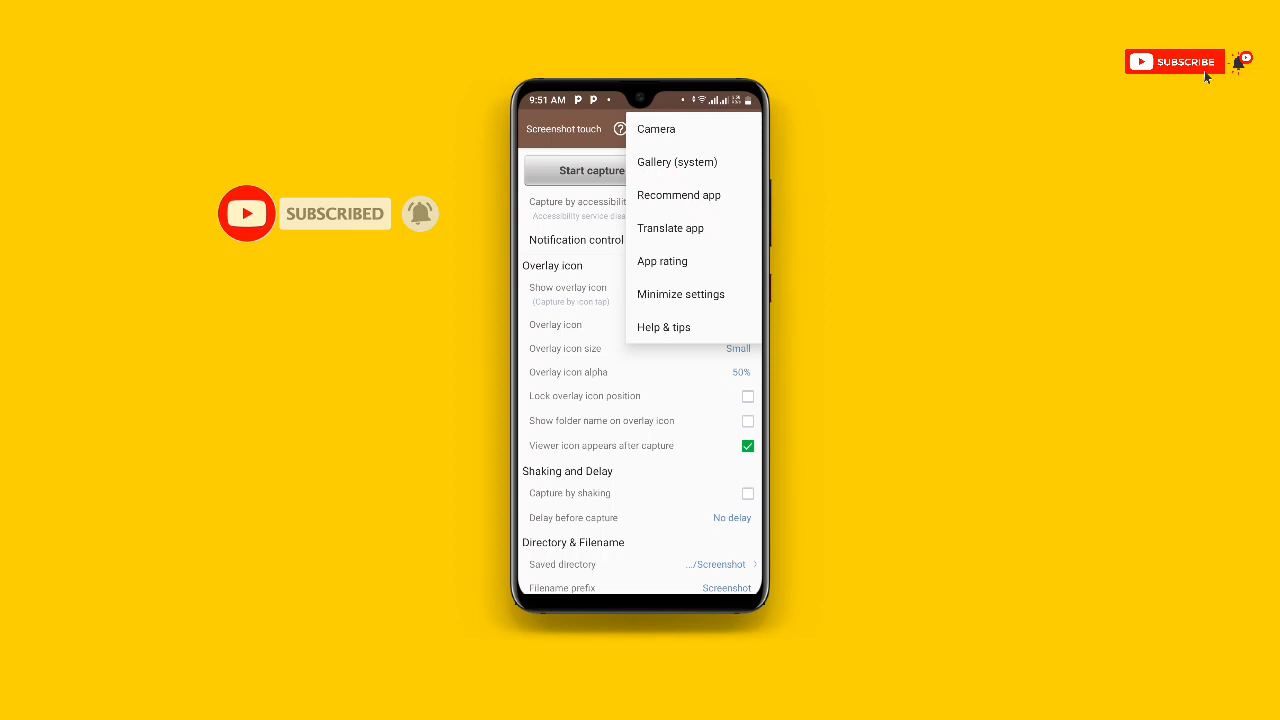 SUBSCRIBE
9:51 AM
Screenshot touch
Camera
Gallery (system)
Recommend app
Translate app
App rating
Minimize settings
Help & tips
Start capture
Capture by accessibilit
Accessibility service disa
Notification control
Overlay icon
Show overlay icon
(Capture by icon tap)
Overlay icon
Overlay icon size Small
Overlay icon alpha 50%
Lock overlay icon position
Show folder name on overlay icon
Viewer icon appears after capture
Shaking and Delay
Capture by shaking
Delay before capture No delay
Directory & Filename
Saved directory .../Screenshot
Filename prefix Screenshot
SUBSCRIBED